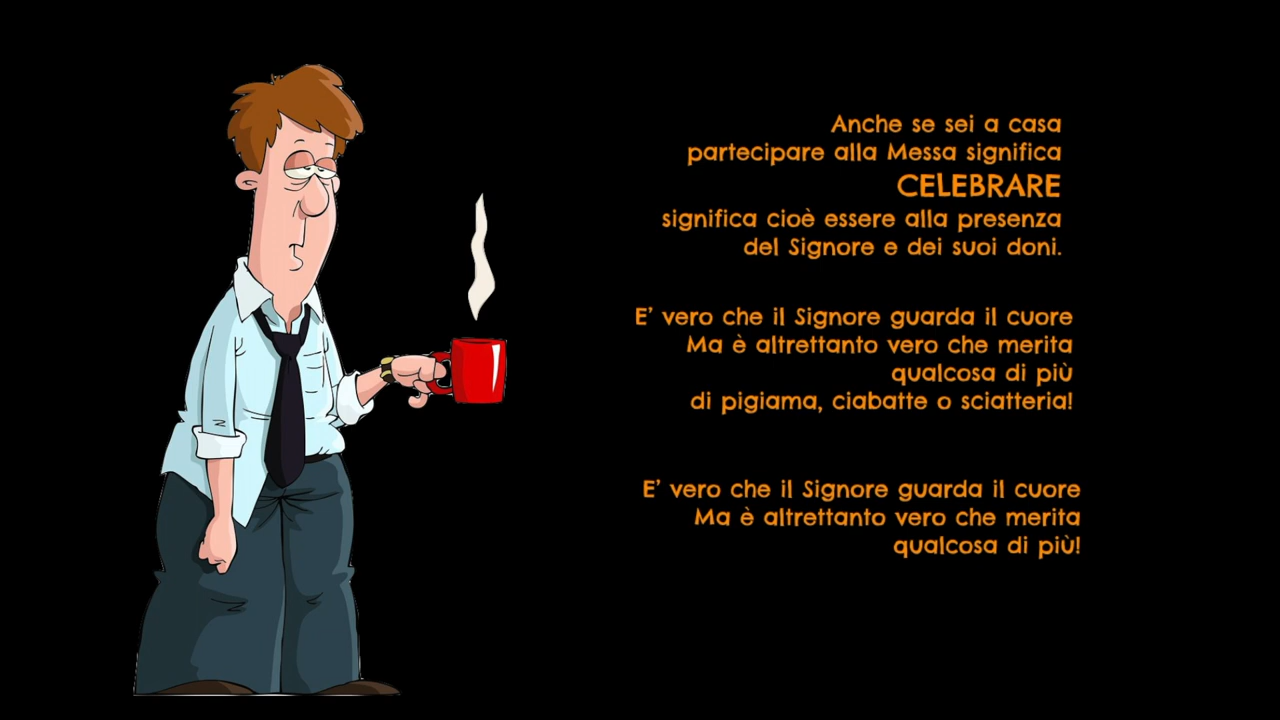 Anche se sei a casa
partecipare alla Messa significa
CELEBRARE
significa cioè essere alla presenza
del Signore e dei suoi doni.
E' vero che il Signore guarda il cuore
Ma è altrettanto vero che merita
qualcosa di più
di pigiama, ciabatte o sciatteria!
E' vero che il Signore guarda il cuore
Ma è altrettanto vero che merita
qualcosa di più!